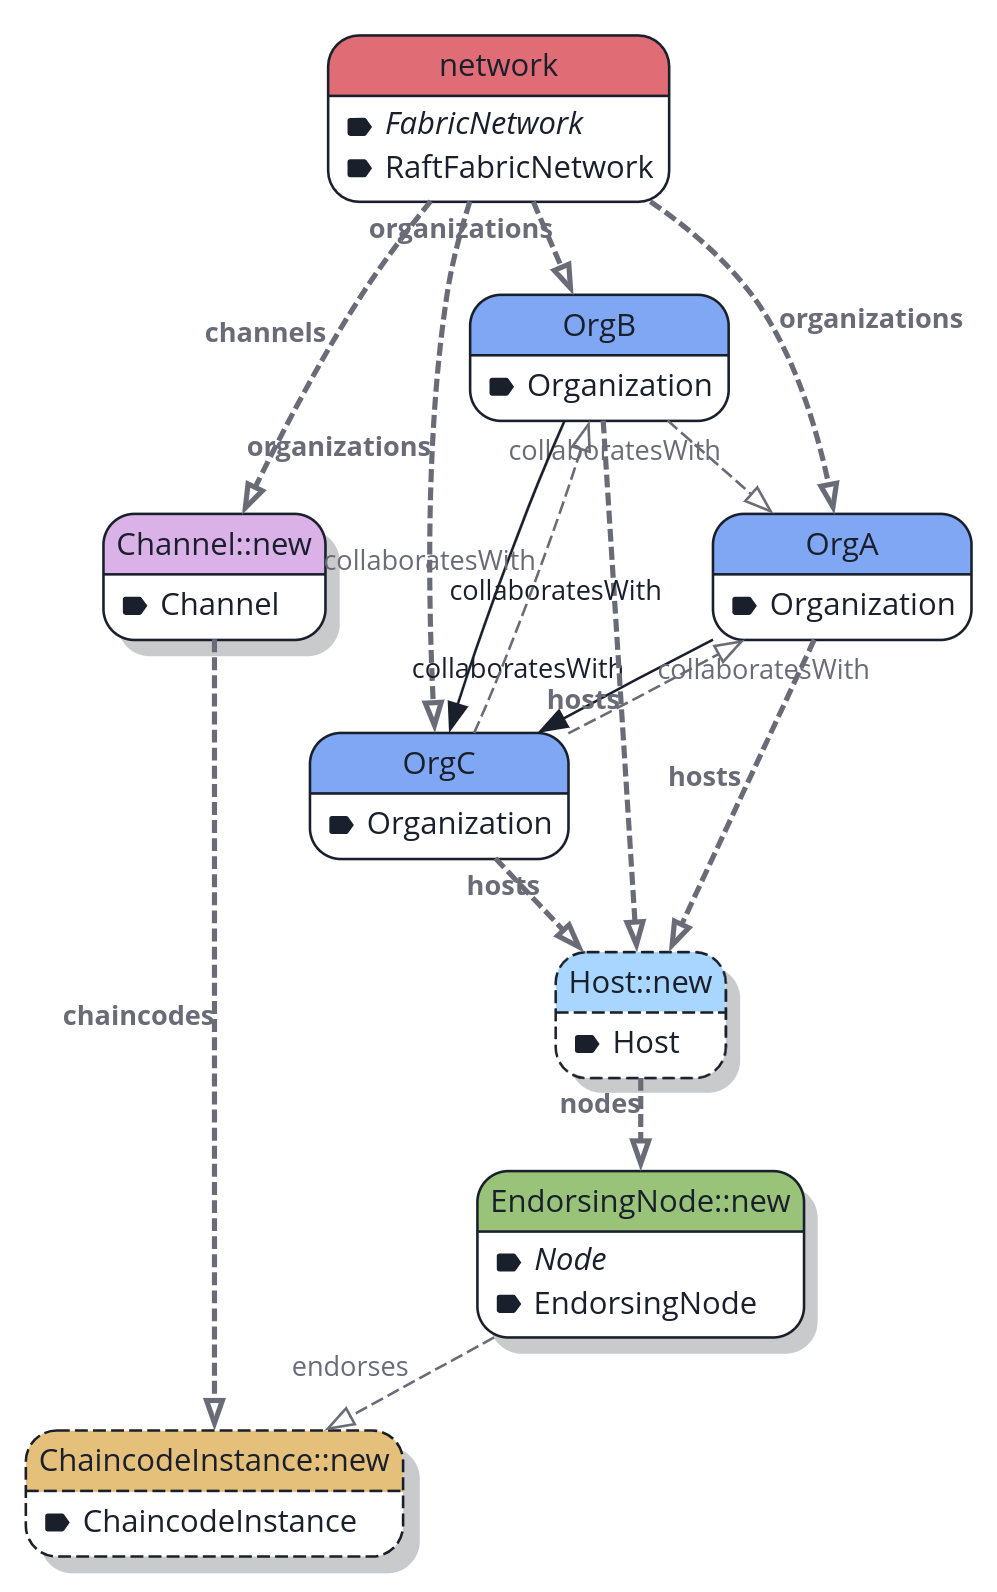 network
FabricNetwork
RaftFabricNetwork
organizations
organizations
channels
OrgB
Organization
organizations
collaboratesWith
Channel::new
Channel
OrgA
Organization
collaboratesWith
collaboratesWith
collaboratesWith
collaboratesWith
hosts
OrgC
Organization
hosts
hosts
Host::new
Host
chaincodes
nodes
EndorsingNode::new
Node
EndorsingNode
endorses
ChaincodeInstance::new
ChaincodeInstance